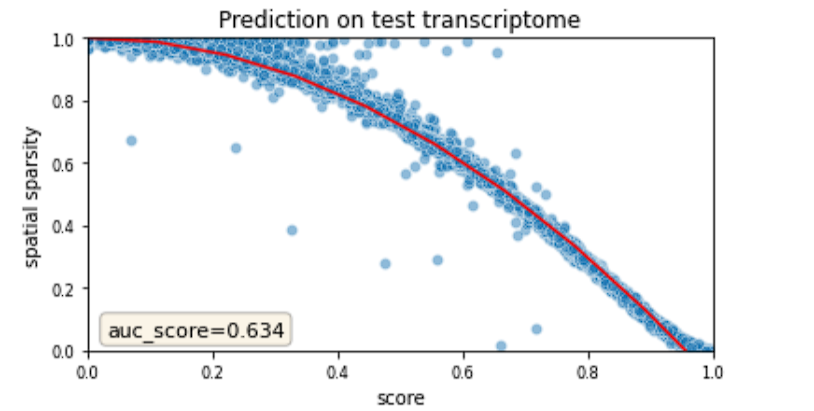 Prediction on test transcriptome
1.0
0.8
0.6
0.4
0.2
0.0
spatial sparsity
auc_score=0.634
0.0 0.2 0.4 0.6 0.8 1.0
score